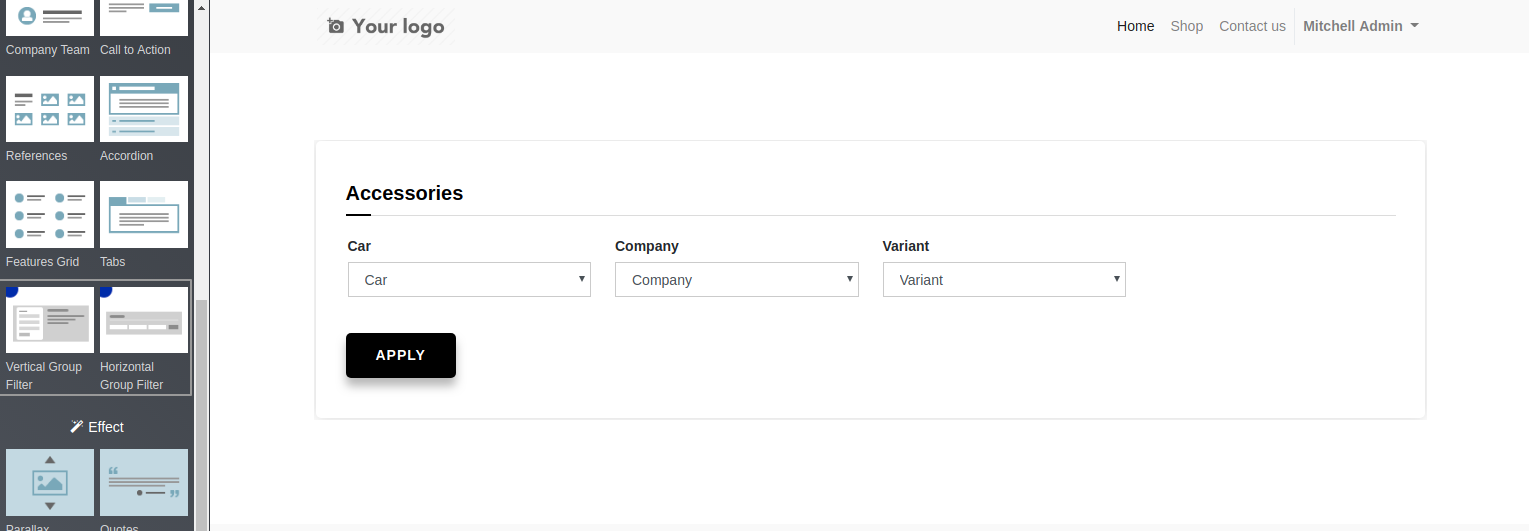 Company Team
Call to Action
References
Accordion
Features Grid
Tabs
Vertical Group
Filter
Horizontal
Group Filter
Effect
Parallax
Quotes
Your logo
Home
Shop
Contact us
Mitchell Admin
Accessories
Car
Company
Variant
Car
Company
Variant
APPLY